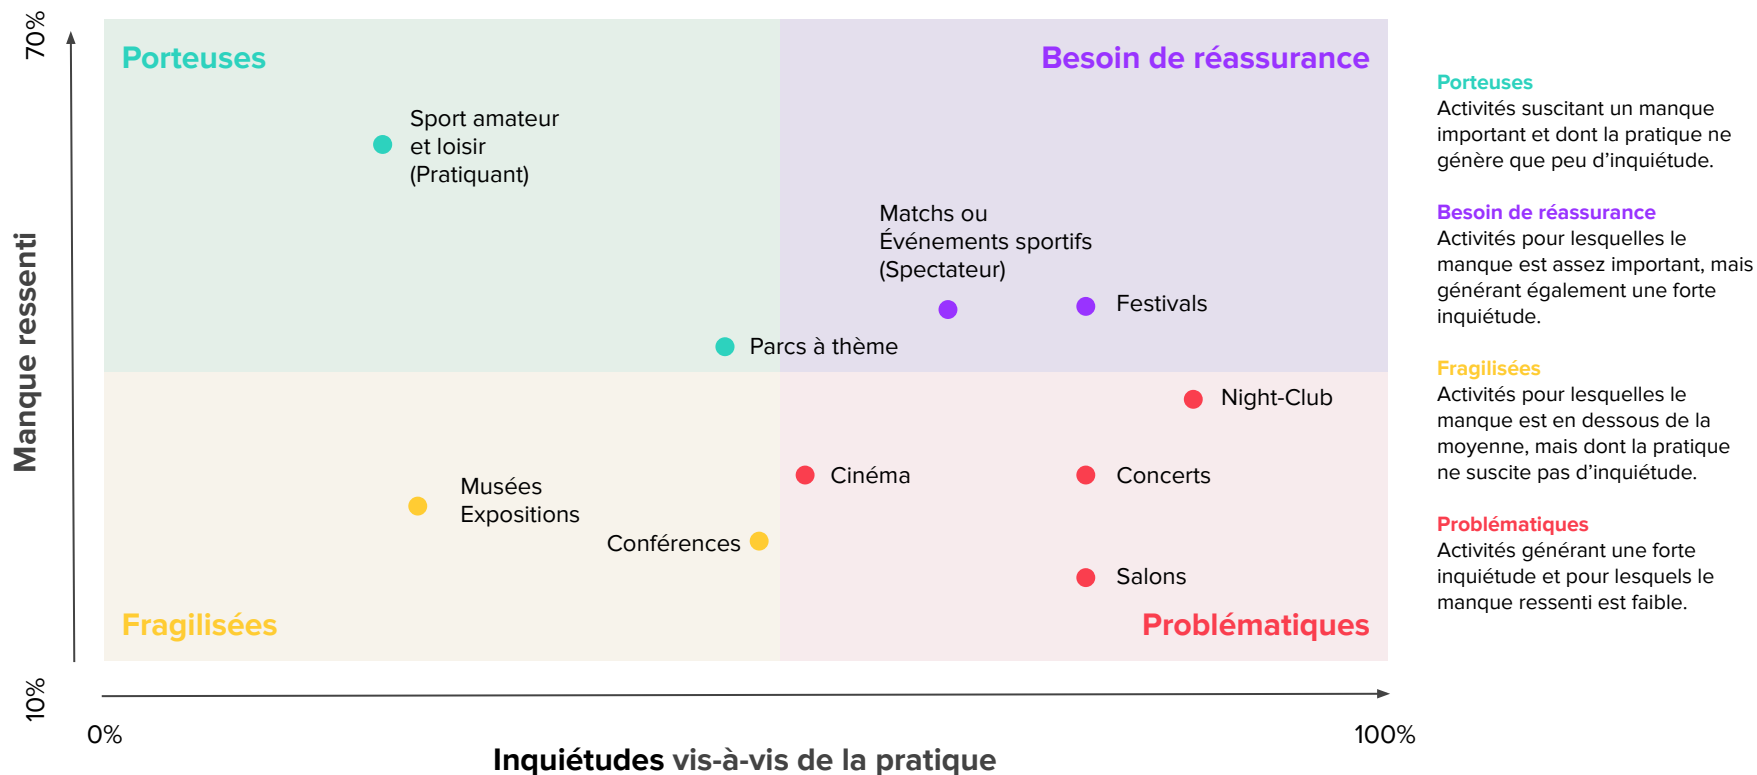 70%
Porteuses
Besoin de réassurance
Sport amateur
et loisir
(Pratiquant)
Matchs ou
Événements sportifs
(Spectateur)
Festivals
Parcs à thème
Manque ressenti
Night-Club
Cinéma
Concerts
Musées
Expositions
Conférences
Salons
Fragilisées
Problématiques
10%
0%
100%
Inquiétudes vis-à-vis de la pratique
Porteuses
Activités suscitant un manque
important et dont la pratique ne
génère que peu d’inquiétude.
Besoin de réassurance
Activités pour lesquelles le
manque est assez important, mais
générant également une forte
inquiétude.
Fragilisées
Activités pour lesquelles le
manque est en dessous de la
moyenne, mais dont la pratique
ne suscite pas d’inquiétude.
Problématiques
Activités générant une forte
inquiétude et pour lesquels le
manque ressenti est faible.